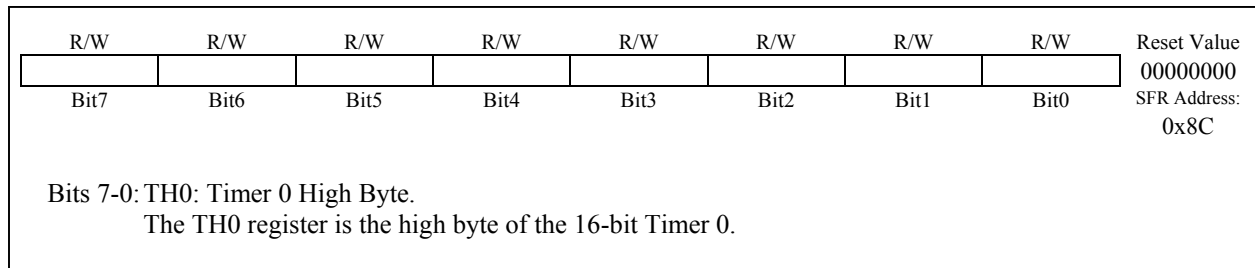 R/W R/W R/W R/W R/W R/W R/W R/W Reset Value
00000000
Bit7 Bit6 Bit5 Bit4 Bit3 Bit2 Bit1 Bit0 SFR Address:
0x8C
Bits 7-0: TH0: Timer 0 High Byte.
The TH0 register is the high byte of the 16-bit Timer 0.